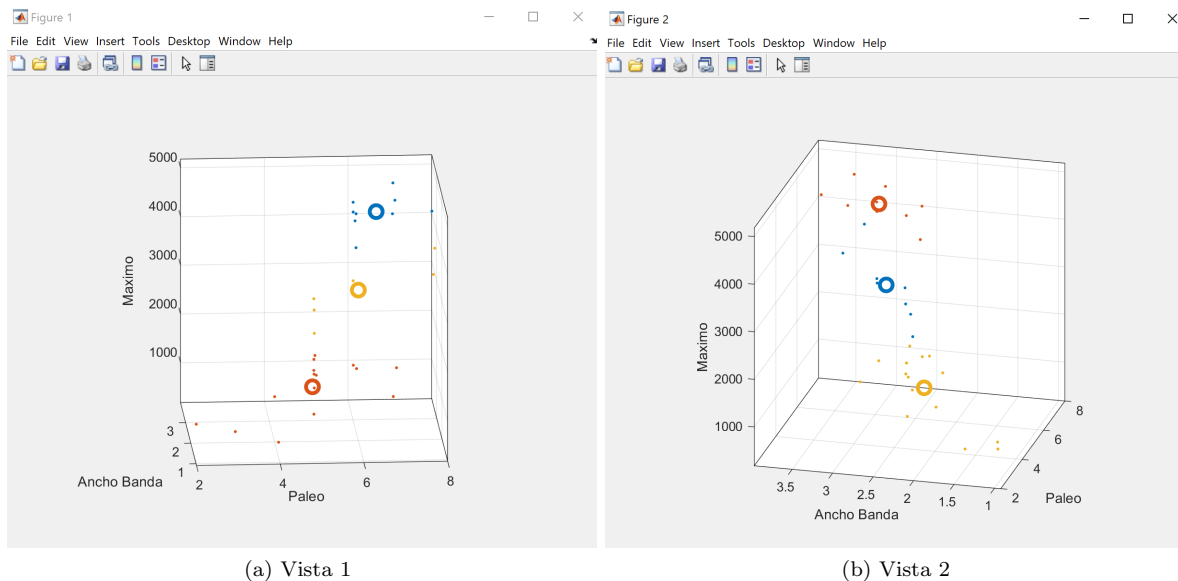 Figure 1
File Edit View Insert Tools Desktop Window Help
5000
4000
3000
2000
1000
Maximo
3
2
1
Ancho Banda
2
4
6
8
Paleo
(a) Vista 1
Figure 2
File Edit View Insert Tools Desktop Window Help
5000
4000
3000
2000
1000
Maximo
3.5
3
2.5
2
1.5
1
Ancho Banda
2
4
6
8
Paleo
(b) Vista 2